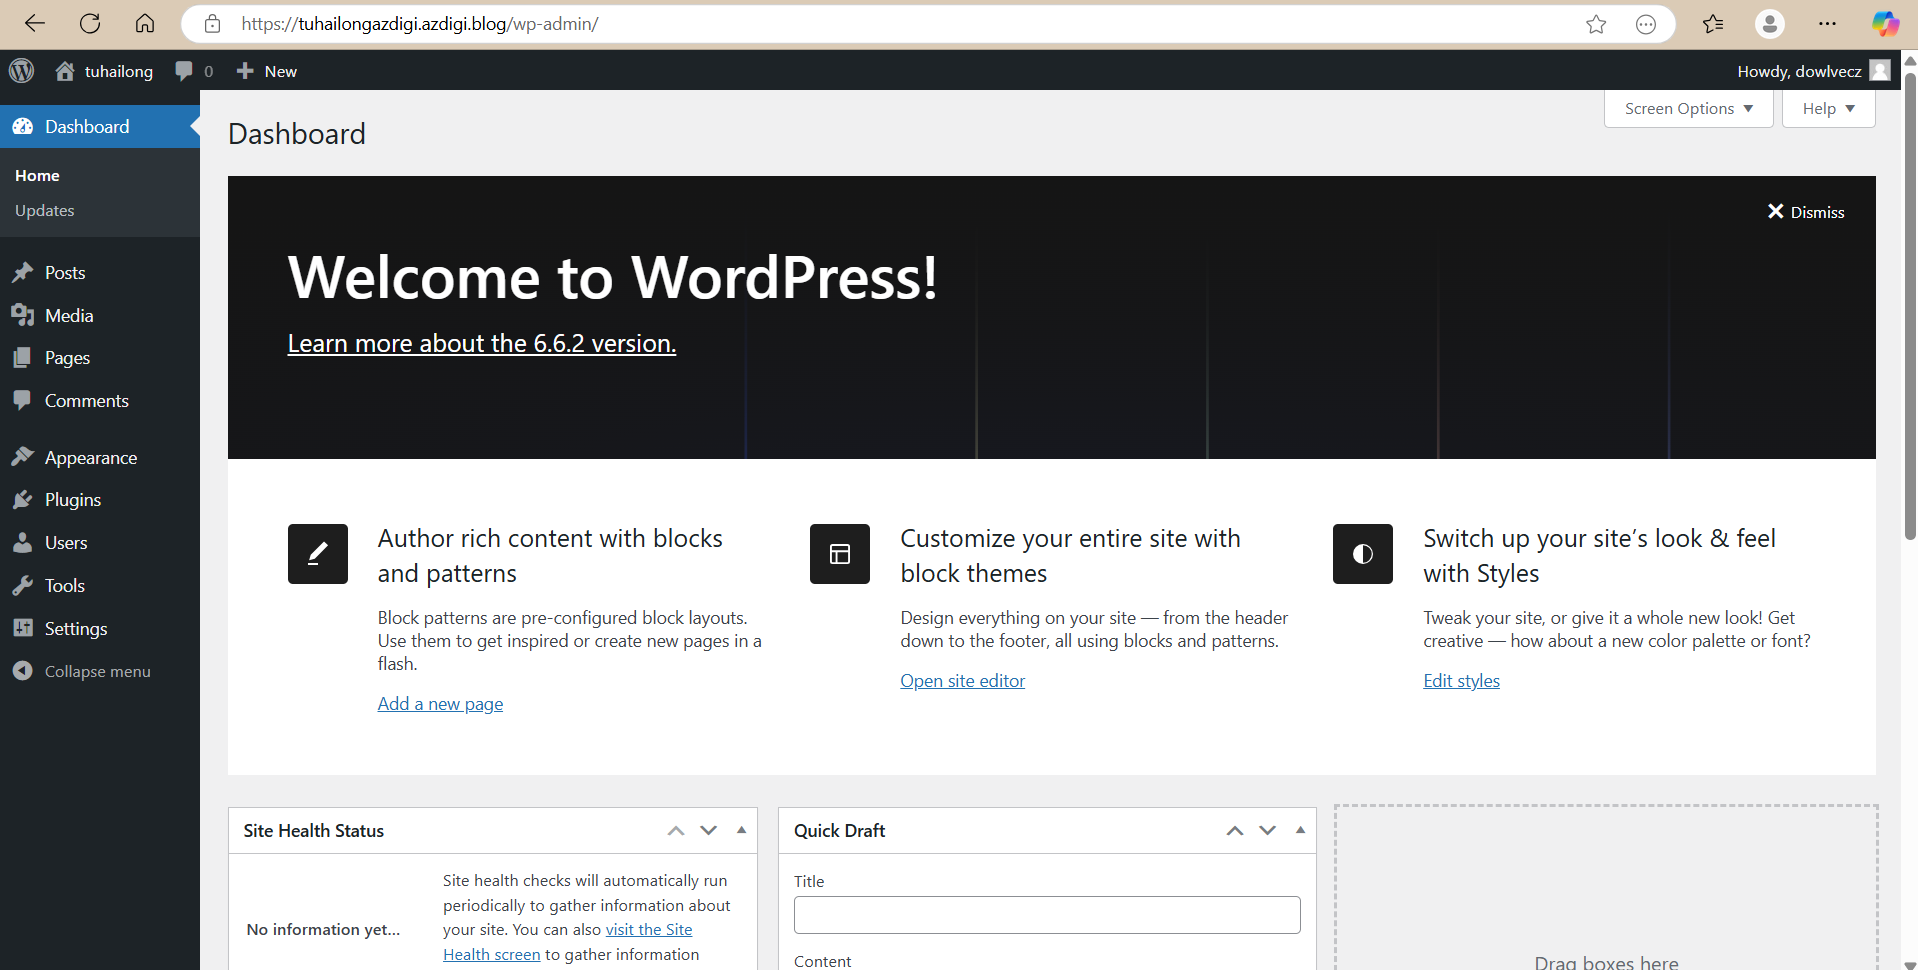 https://tuhailongazdigi.azdigi.blog/wp-admin/
tuhailong
0
New
Howdy, dowlvecz
Dashboard
Home
Updates
Posts
Media
Pages
Comments
Appearance
Plugins
Users
Tools
Settings
Collapse menu
Screen Options
Help
Dashboard
Dismiss
Welcome to WordPress!
Learn more about the 6.6.2 version.
Author rich content with blocks
and patterns
Block patterns are pre-configured block layouts.
Use them to get inspired or create new pages in a
flash.
Add a new page
Customize your entire site with
block themes
Design everything on your site — from the header
down to the footer, all using blocks and patterns.
Open site editor
Switch up your site’s look & feel
with Styles
Tweak your site, or give it a whole new look! Get
creative — how about a new color palette or font?
Edit styles
Site Health Status
No information yet...
Site health checks will automatically run
periodically to gather information about
your site. You can also visit the Site
Health screen to gather information
Quick Draft
Title
Content
Drag boxes here